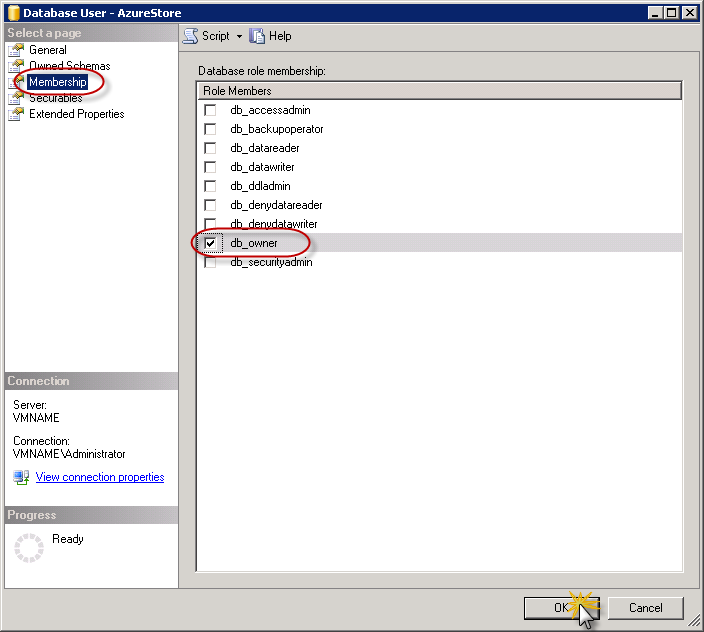 Database User - AzureStore
Select a page
General
Owned Schemas
Membership
Securables
Extended Properties
Script
Help
Database role membership:
Role Members
db_accessadmin
db_backupoperator
db_datareader
db_datawriter
db_ddladmin
db_denydatareader
db_denydatawriter
db_owner
db_securityadmin
Connection
Server:
VMNAME
Connection:
VMNAME\Administrator
View connection properties
Progress
Ready
OK
Cancel